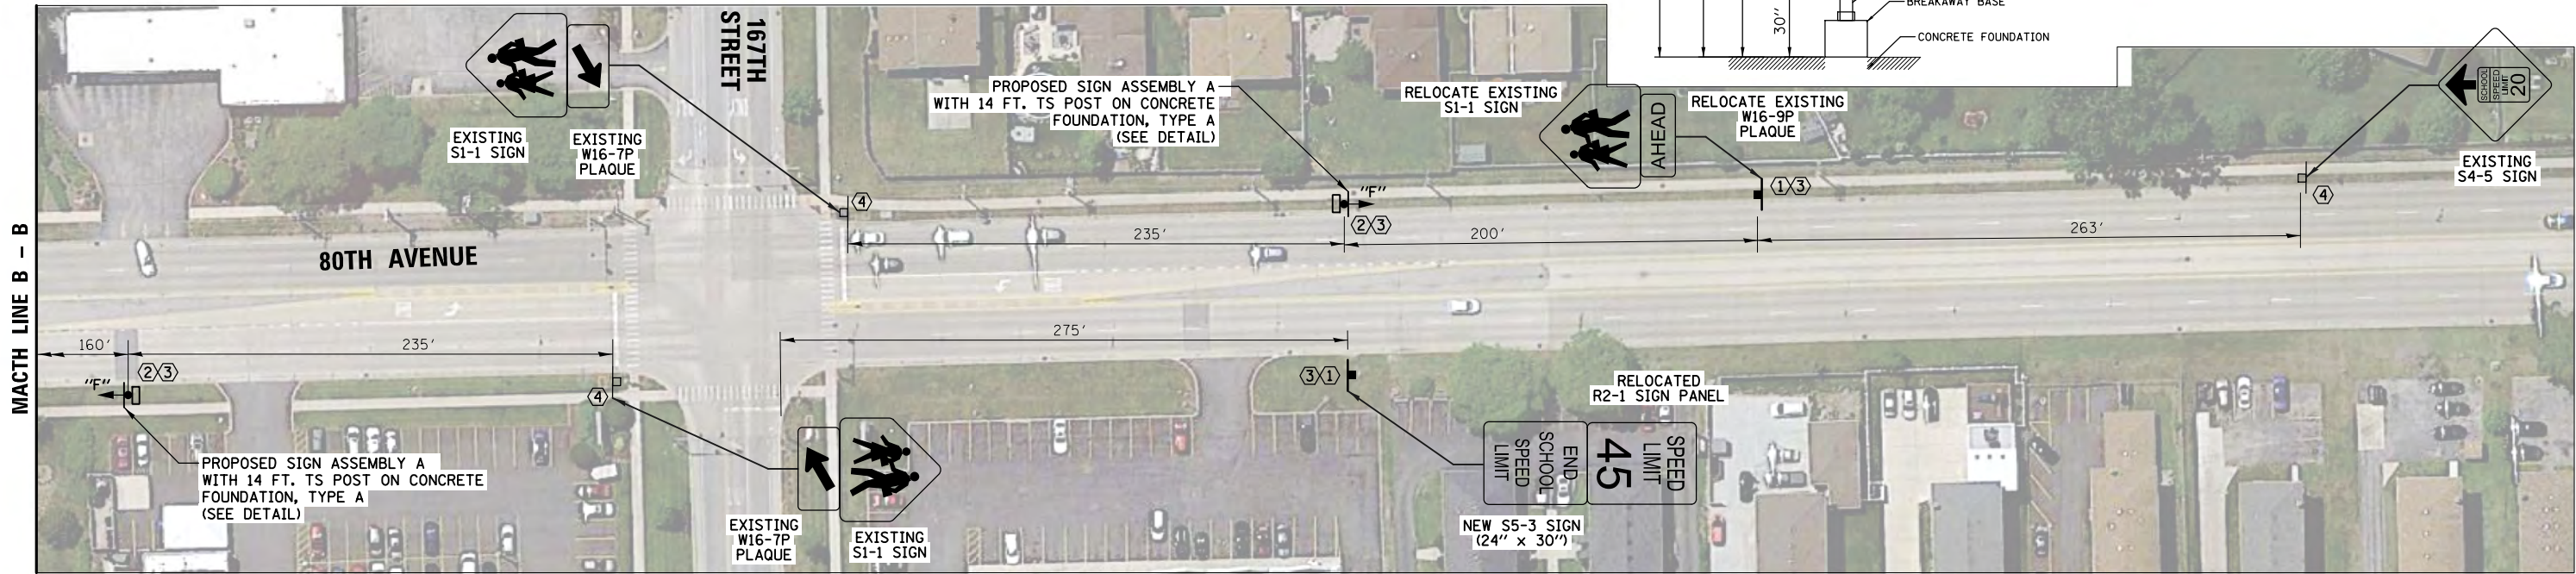 MACTH LINE B - B
167TH
STREET
80TH AVENUE
EXISTING
S1-1 SIGN
EXISTING
W16-7P
PLAQUE
4
PROPOSED SIGN ASSEMBLY A
WITH 14 FT. TS POST ON CONCRETE
FOUNDATION, TYPE A
(SEE DETAIL)
"F"
2 3
RELOCATE EXISTING
S1-1 SIGN
AHEAD
RELOCATE EXISTING
W16-9P
PLAQUE
1 3
30"
BREAKAWAY BASE
CONCRETE FOUNDATION
SCHOOL
SPEED
LIMIT
20
EXISTING
S4-5 SIGN
4
235'
200'
263'
160'
235'
275'
"F"
2 3
PROPOSED SIGN ASSEMBLY A
WITH 14 FT. TS POST ON CONCRETE
FOUNDATION, TYPE A
(SEE DETAIL)
4
EXISTING
W16-7P
PLAQUE
EXISTING
S1-1 SIGN
3 1
END
SCHOOL
SPEED
LIMIT
SPEED
LIMIT
45
RELOCATED
R2-1 SIGN PANEL
NEW S5-3 SIGN
(24" x 30")